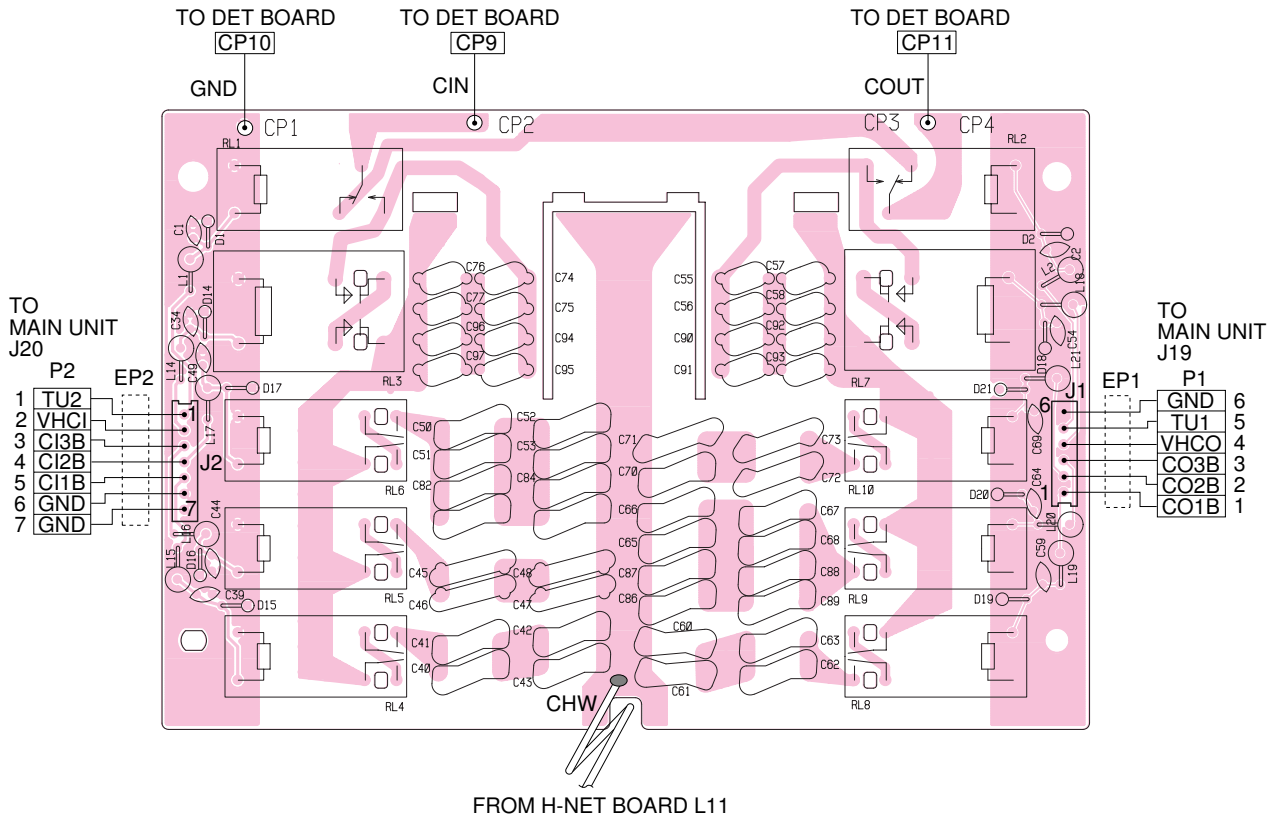 TO DET BOARD
CP10
GND
TO DET BOARD
CP9
CIN
TO DET BOARD
CP11
COUT
CP1
CP2
CP3
CP4
RL1
RL2
C1
D1
L1
D14
C34
L14
C49
D17
L17
RL3
C76
C77
C96
C97
C74
C75
C94
C95
C55
C56
C90
C91
C57
C58
C92
C93
RL7
D2
C2
L2
L18
C54
D18
L21
D21
TO
MAIN UNIT
J20
P2
EP2
1 TU2
2 VHCI
3 CI3B
4 CI2B
5 CI1B
6 GND
7 GND
1
J2
7
TO
MAIN UNIT
J19
EP1
P1
GND 6
TU1 5
VHCO 4
CO3B 3
CO2B 2
CO1B 1
J1
6
1
C69
C64
D20
L20
C59
L19
D19
C44
L16
L15
D16
C39
D15
RL6
RL5
RL4
C50
C51
C82
C52
C53
C84
C45
C46
C48
C47
C41
C40
C42
C43
C71
C70
C66
C65
C87
C86
C60
C61
C73
C72
C67
C68
C88
C89
C63
C62
RL10
RL9
RL8
CHW
FROM H-NET BOARD L11